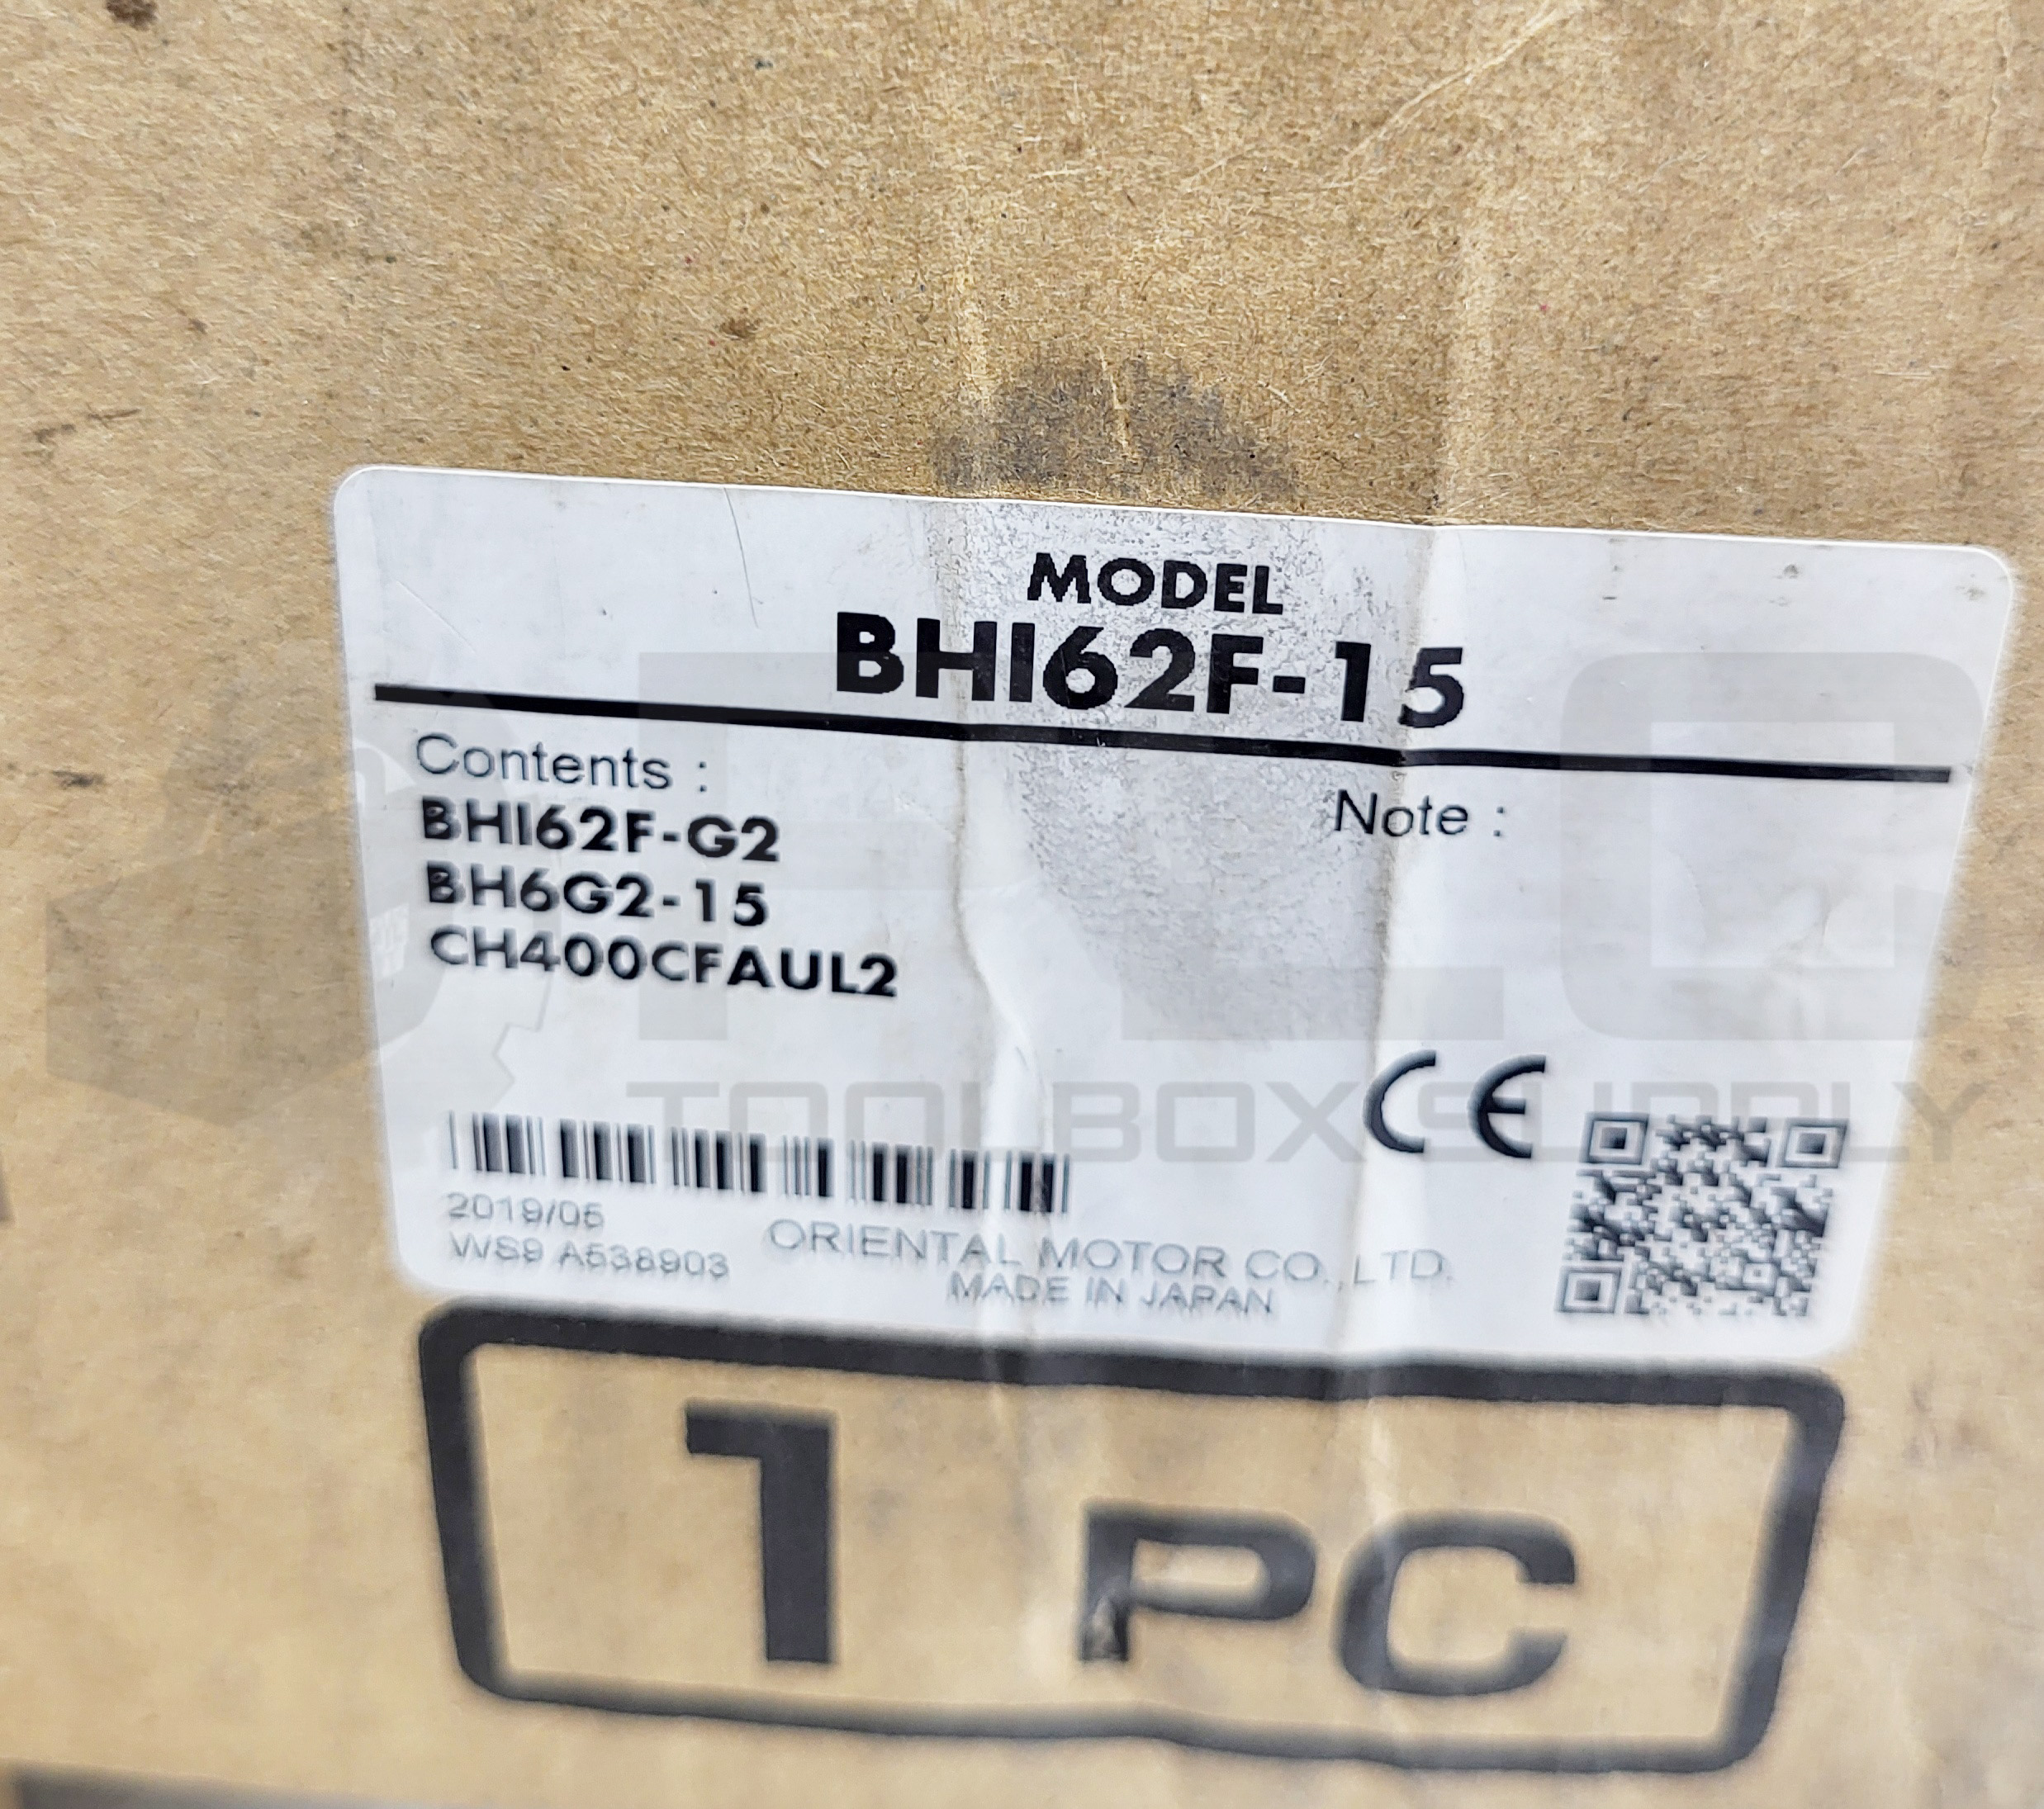 MODEL
BHI62F-15
Contents :
Note :
BHI62F-G2
BH6G2-15
CH400CFAUL2
CE
2019/05
WS9 A538903
ORIENTAL MOTOR CO.,LTD.
MADE IN JAPAN
TOOLBOX SUPPLY
1 PC